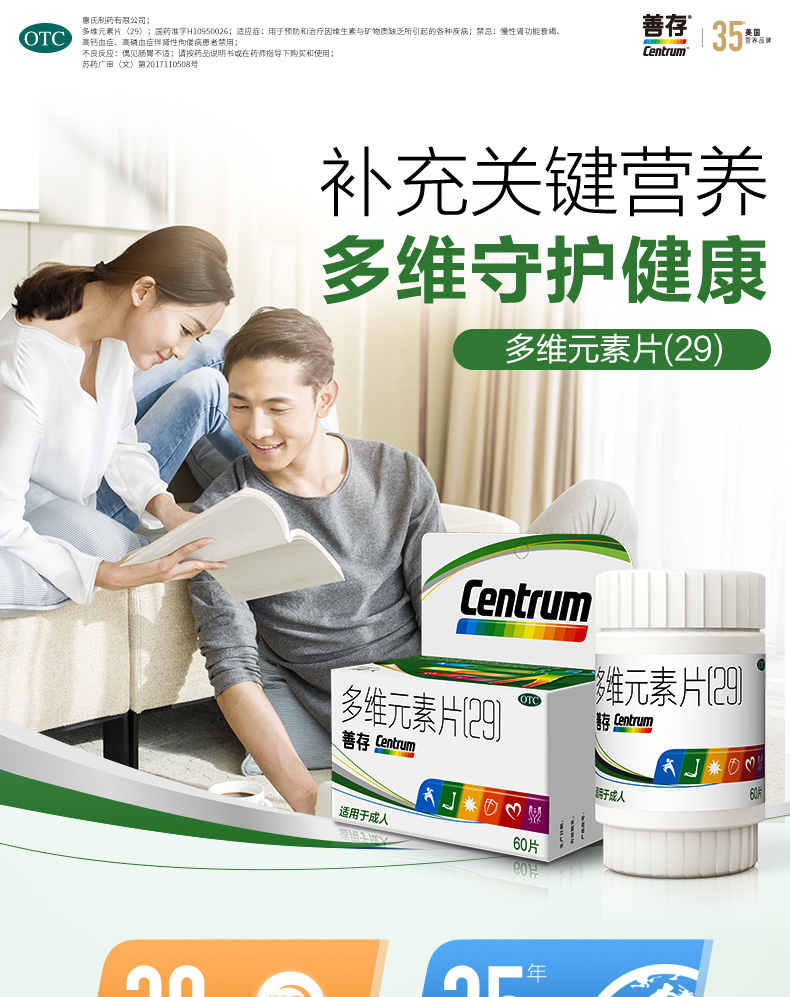 OTC
惠氏制药有限公司;
多维元素片(29);国药准字H10950026;适应症:用于预防和治疗因维生素与矿物质缺乏所引起的各种疾病;禁忌:慢性肾功能衰竭、
高钙血症、高磷血症伴肾性佝偻病患者禁用;
不良反应:偶见肠胃不适;请按药品说明书或在药师指导下购买和使用;
苏药广审(文)第2017110508号
善存
Centrum
35年
美国
营养品牌
补充关键营养
多维守护健康
多维元素片(29)
Centrum
多维元素片(29)
OTC
善存 Centrum
适用于成人
60片
多维元素片(29)
善存 Centrum
适用于成人
60片
35年